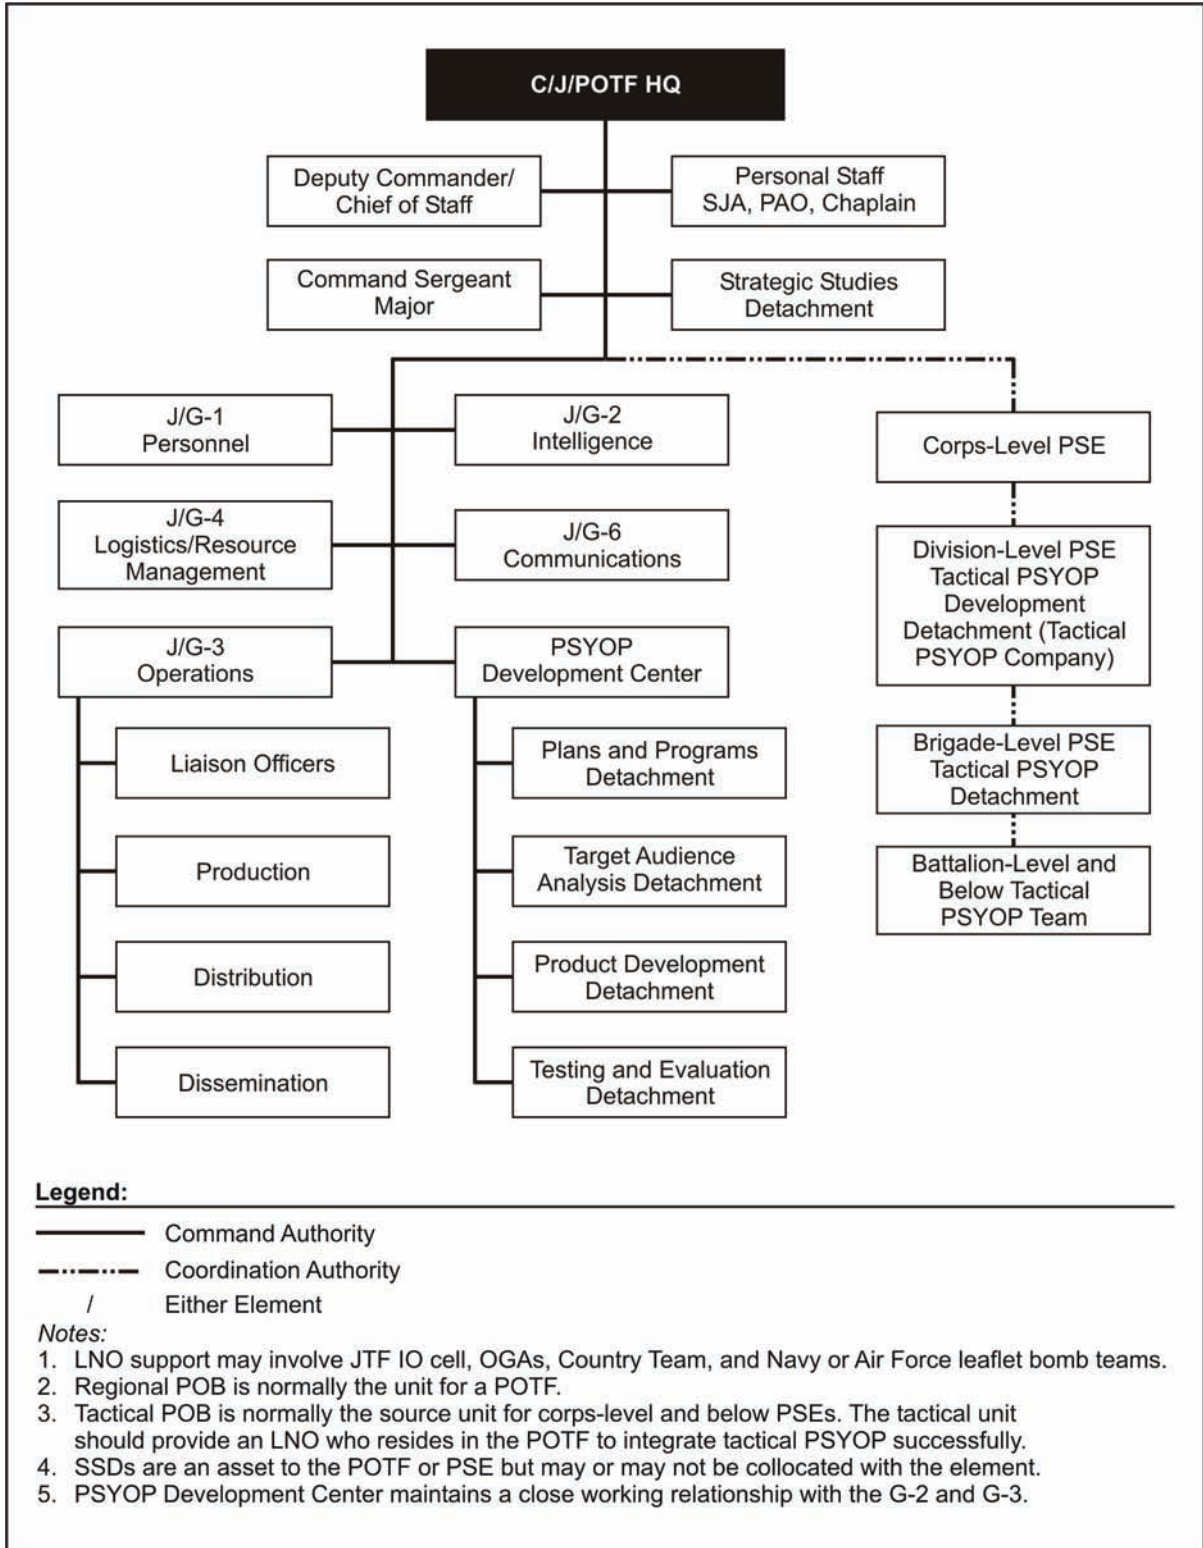 C/J/POTF HQ
Deputy Commander/
Chief of Staff
Personal Staff
SJA, PAO, Chaplain
Command Sergeant
Major
Strategic Studies
Detachment
J/G-1
Personnel
J/G-2
Intelligence
Corps-Level PSE
J/G-4
Logistics/Resource
Management
J/G-6
Communications
Division-Level PSE
Tactical PSYOP
Development
Detachment (Tactical
PSYOP Company)
J/G-3
Operations
PSYOP
Development Center
Liaison Officers
Plans and Programs
Detachment
Brigade-Level PSE
Tactical PSYOP
Detachment
Production
Target Audience
Analysis Detachment
Battalion-Level and
Below Tactical
PSYOP Team
Distribution
Product Development
Detachment
Dissemination
Testing and Evaluation
Detachment
Legend:
Command Authority
Coordination Authority
/ Either Element
Notes:
1. LNO support may involve JTF IO cell, OGAs, Country Team, and Navy or Air Force leaflet bomb teams.
2. Regional POB is normally the unit for a POTF.
3. Tactical POB is normally the source unit for corps-level and below PSEs. The tactical unit
should provide an LNO who resides in the POTF to integrate tactical PSYOP successfully.
4. SSDs are an asset to the POTF or PSE but may or may not be collocated with the element.
5. PSYOP Development Center maintains a close working relationship with the G-2 and G-3.